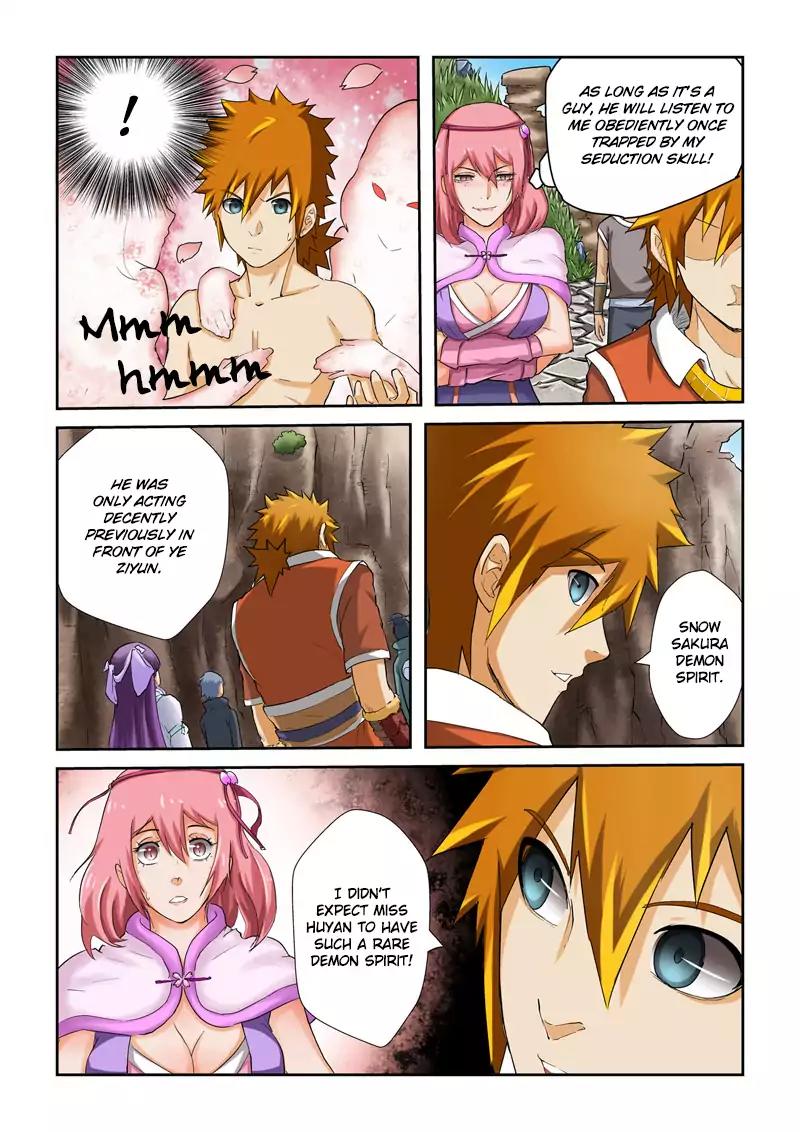 !
Mmm
hmmm
AS LONG AS IT'S A
GUY, HE WILL LISTEN TO
ME OBEDIENTLY ONCE
TRAPPED BY MY
SEDUCTION SKILL!
HE WAS
ONLY ACTING
DECENTLY
PREVIOUSLY IN
FRONT OF YE
ZIYUN.
SNOW
SAKURA
DEMON
SPIRIT.
I DIDN'T
EXPECT MISS
HUYAN TO HAVE
SUCH A RARE
DEMON SPIRIT!